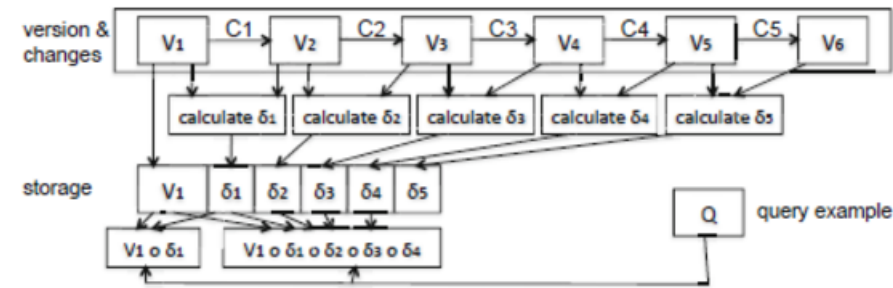 version & changes
V1 C1 V2 C2 V3 C3 V4 C4 V5 C5 V6
calculate δ1 calculate δ2 calculate δ3 calculate δ4 calculate δ5
storage V1 δ1 δ2 δ3 δ4 δ5
Q query example
V1 o δ1 V1 o δ1 o δ2 o δ3 o δ4